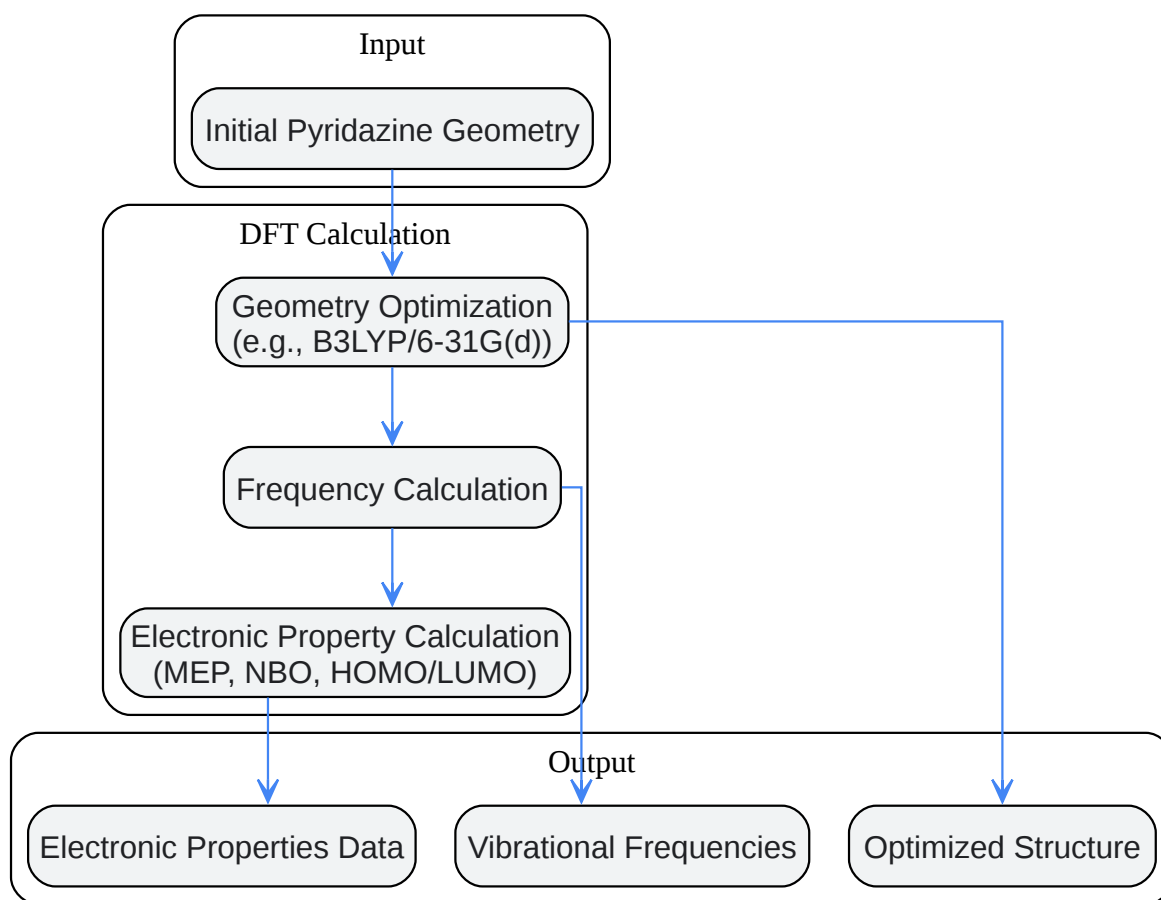 Input
Initial Pyridazine Geometry
DFT Calculation
Geometry Optimization
(e.g., B3LYP/6-31G(d))
Frequency Calculation
Electronic Property Calculation
(MEP, NBO, HOMO/LUMO)
Output
Electronic Properties Data
Vibrational Frequencies
Optimized Structure